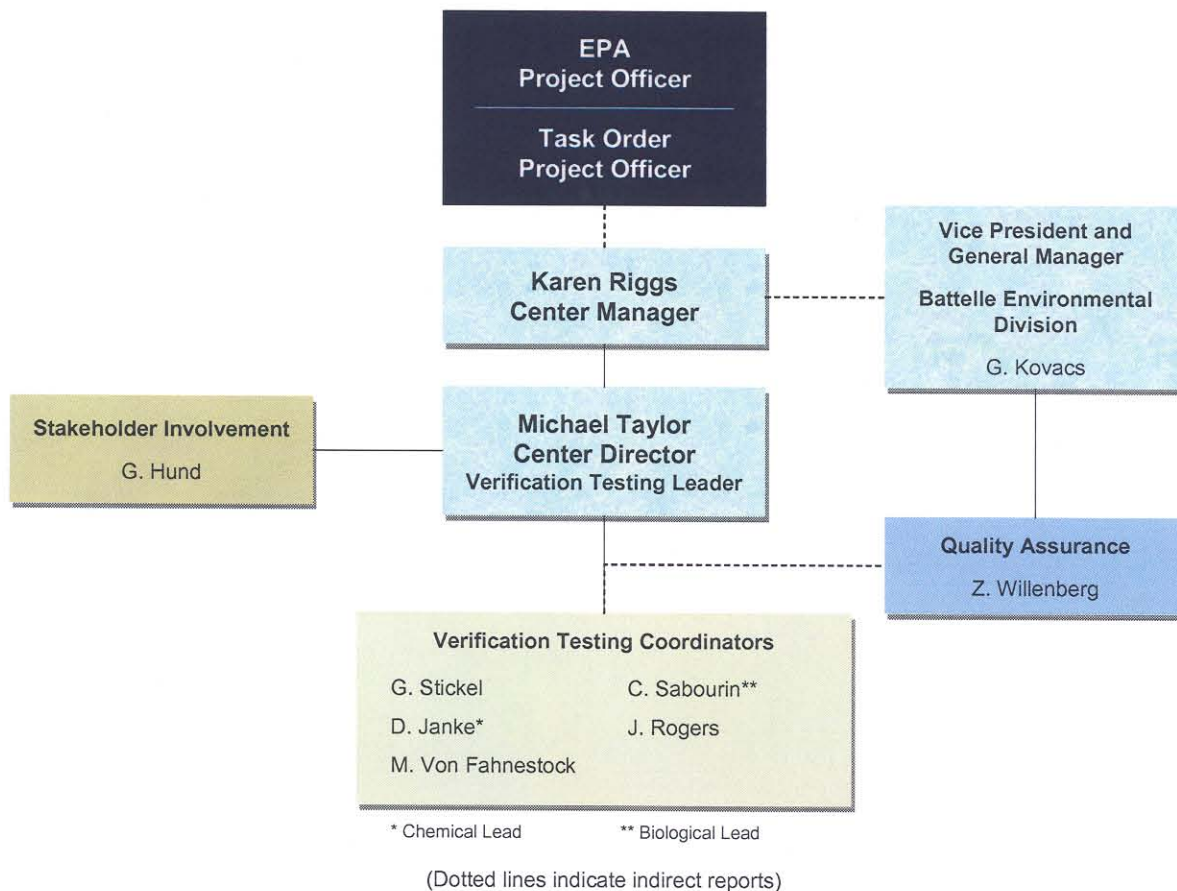 EPA
Project Officer
Task Order
Project Officer
Karen Riggs
Center Manager
Vice President and
General Manager
Battelle Environmental
Division
G. Kovacs
Stakeholder Involvement
G. Hund
Michael Taylor
Center Director
Verification Testing Leader
Quality Assurance
Z. Willenberg
Verification Testing Coordinators
G. Stickel
C. Sabourin**
D. Janke*
J. Rogers
M. Von Fahnestock
* Chemical Lead
** Biological Lead
(Dotted lines indicate indirect reports)